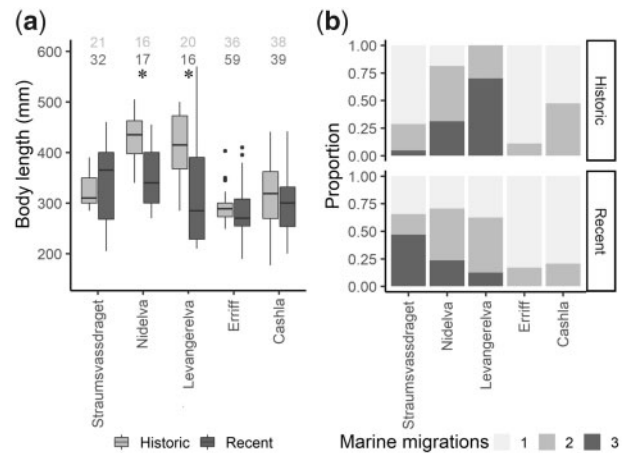 (a)
21 16 20 36 38
32 17 16 59 39
* *
600
500
400
300
200
Body length (mm)
Straumsvassdraget
Nidelva
Levangerelva
Erriff
Cashla
Historic Recent
(b)
1.00
0.75
0.50
0.25
0.00
Historic
1.00
0.75
0.50
0.25
0.00
Recent
Proportion
Straumsvassdraget
Nidelva
Levangerelva
Erriff
Cashla
Marine migrations 1 2 3